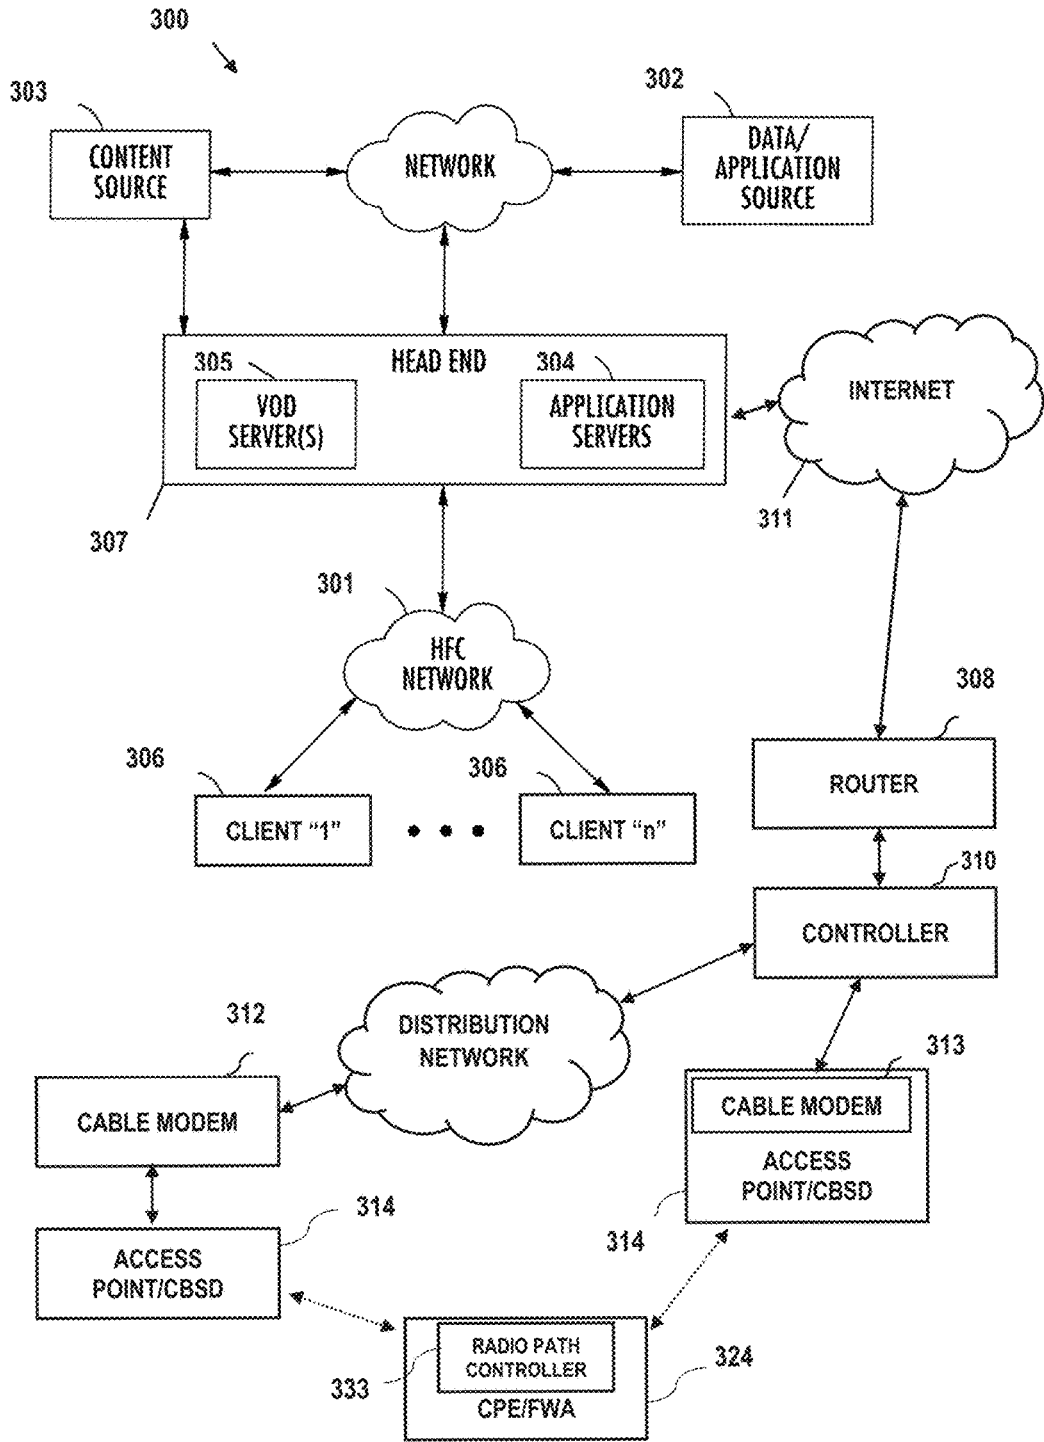 300
303
302
CONTENT
SOURCE
NETWORK
DATA/
APPLICATION
SOURCE
305
HEAD END
304
VOD
SERVER(S)
APPLICATION
SERVERS
INTERNET
311
307
301
HFC
NETWORK
308
306
306
ROUTER
CLIENT "1"
CLIENT "n"
310
CONTROLLER
312
DISTRIBUTION
NETWORK
313
CABLE MODEM
CABLE MODEM
ACCESS
POINT/CBSD
314
314
ACCESS
POINT/CBSD
RADIO PATH
CONTROLLER
324
333
CPE/FWA